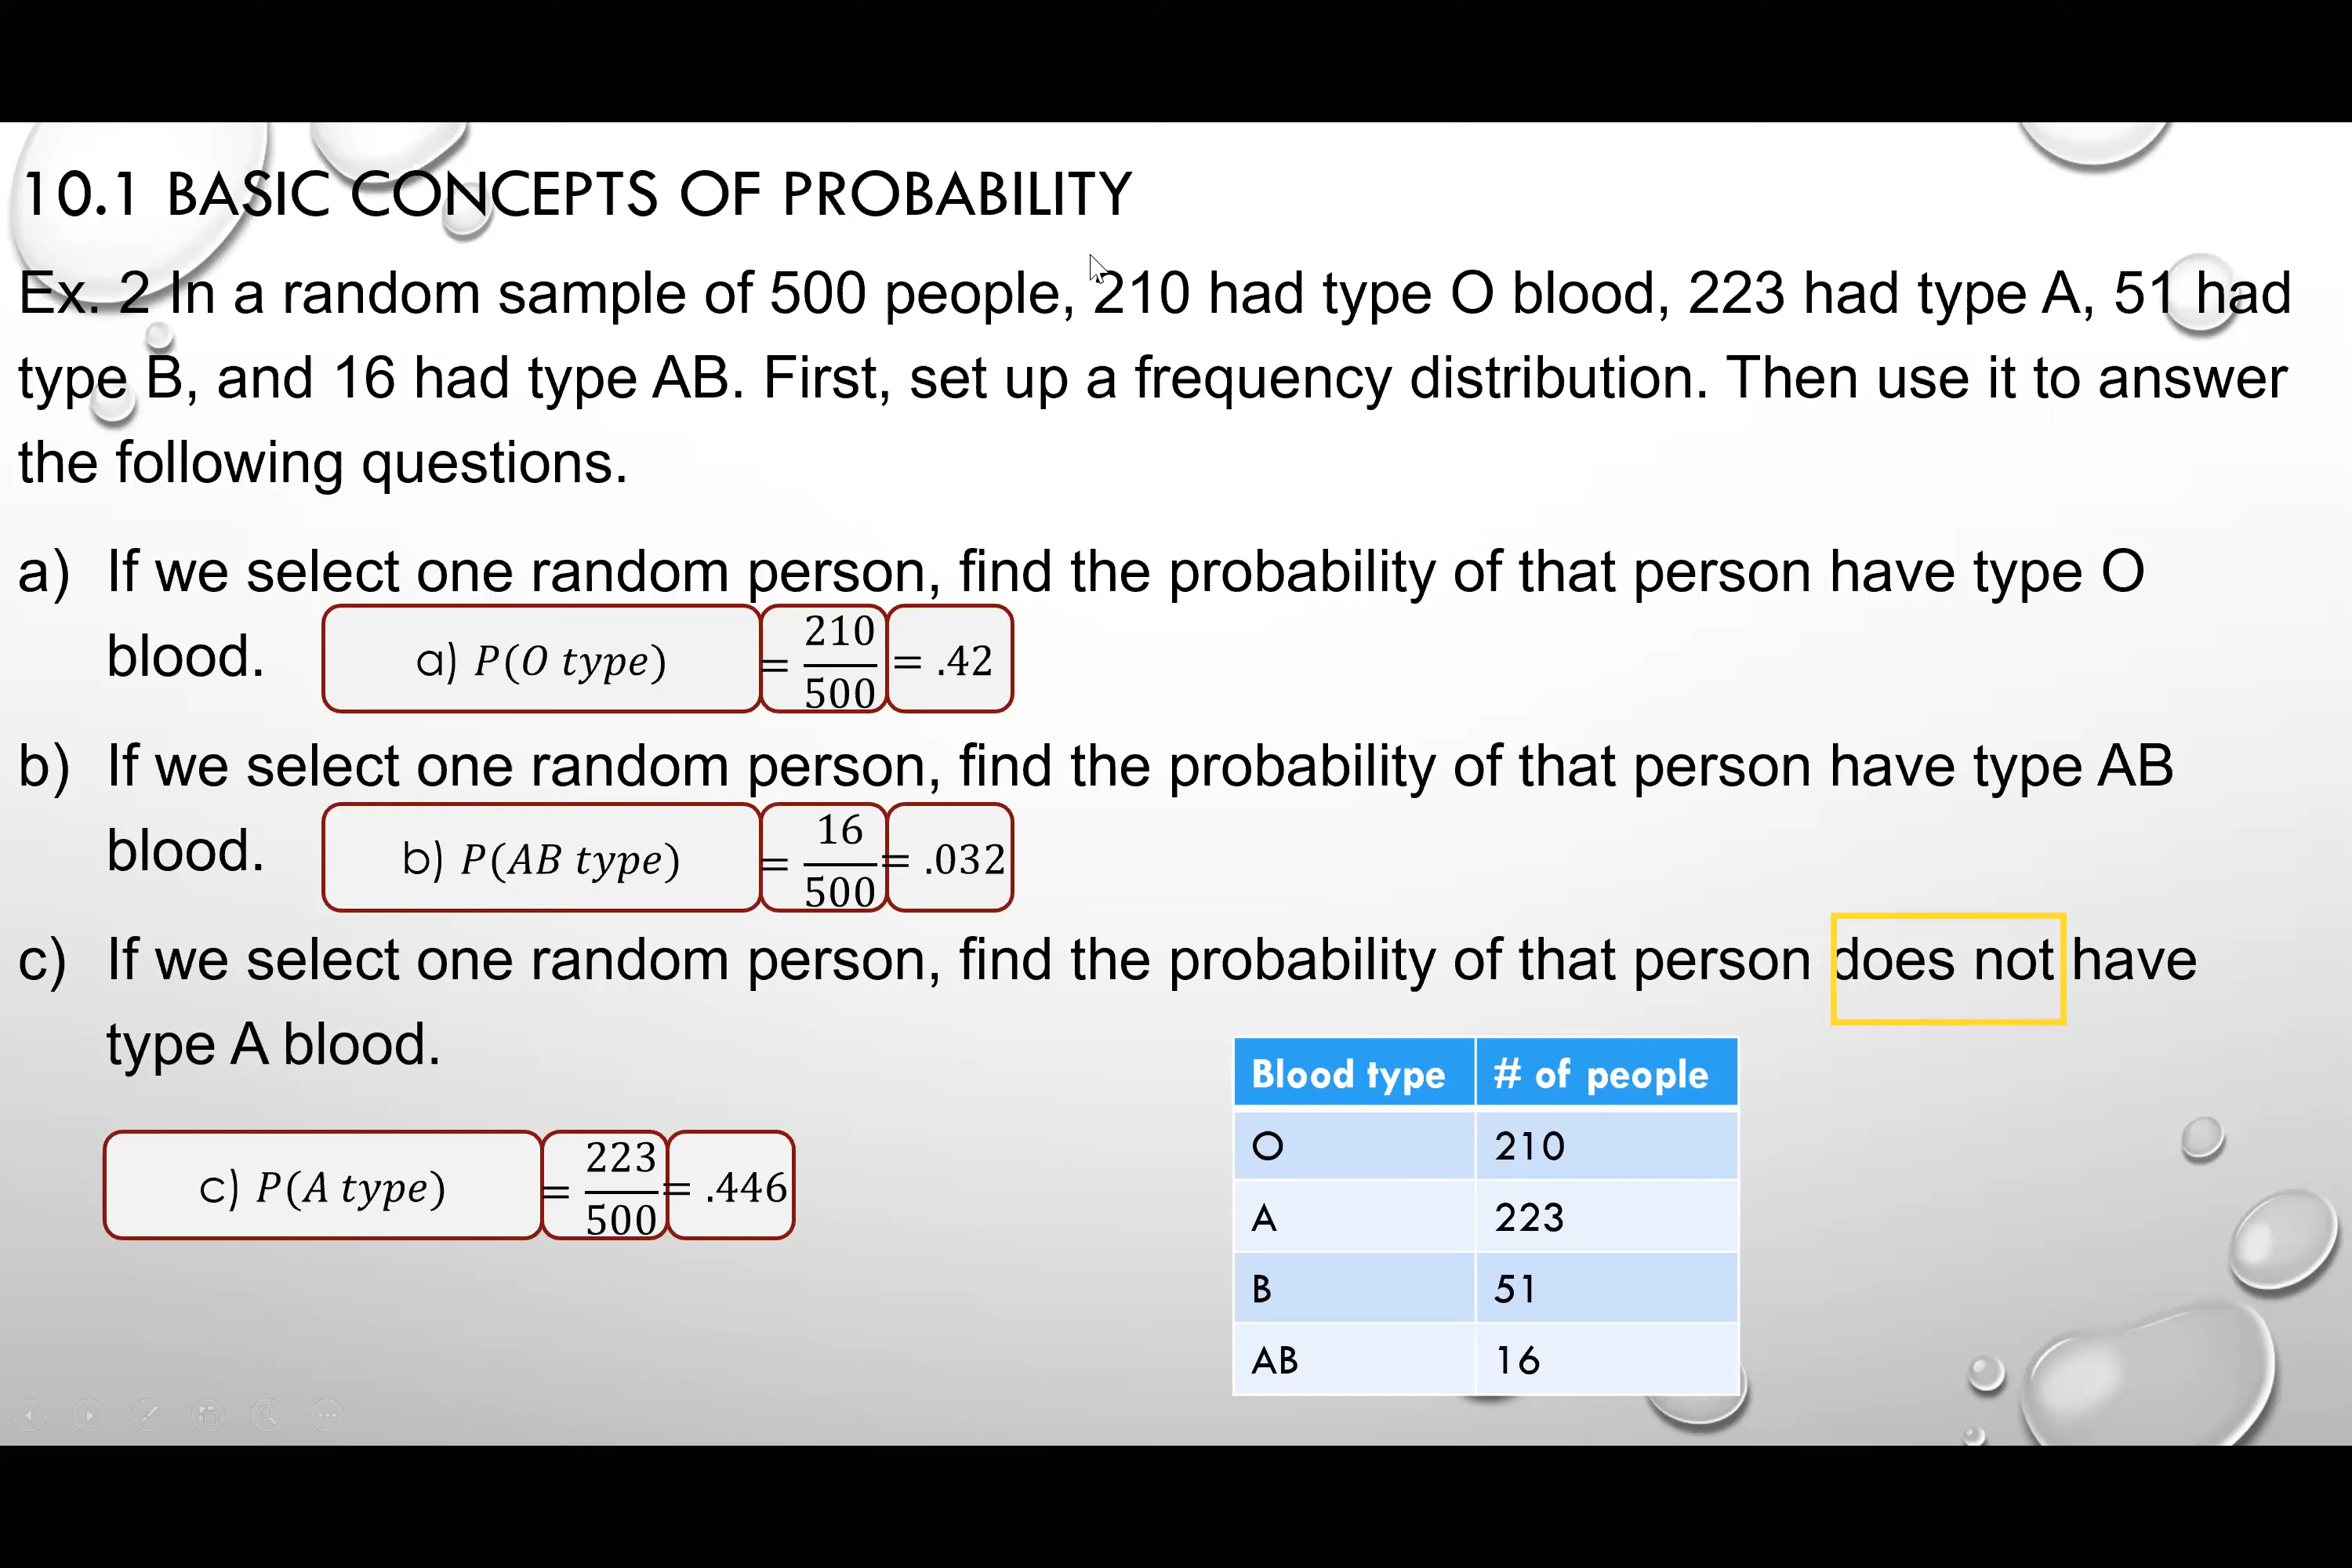 10.1 BASIC CONCEPTS OF PROBABILITY
Ex. 2 In a random sample of 500 people, 210 had type O blood, 223 had type A, 51 had
type B, and 16 had type AB. First, set up a frequency distribution. Then use it to answer
the following questions.
a) If we select one random person, find the probability of that person have type O
blood.
a) P(O type) = 210/500 = .42
b) If we select one random person, find the probability of that person have type AB
blood.
b) P(AB type) = 16/500 = .032
c) If we select one random person, find the probability of that person does not have
type A blood.
c) P(A type) = 223/500 = .446
Blood type # of people
O 210
A 223
B 51
AB 16